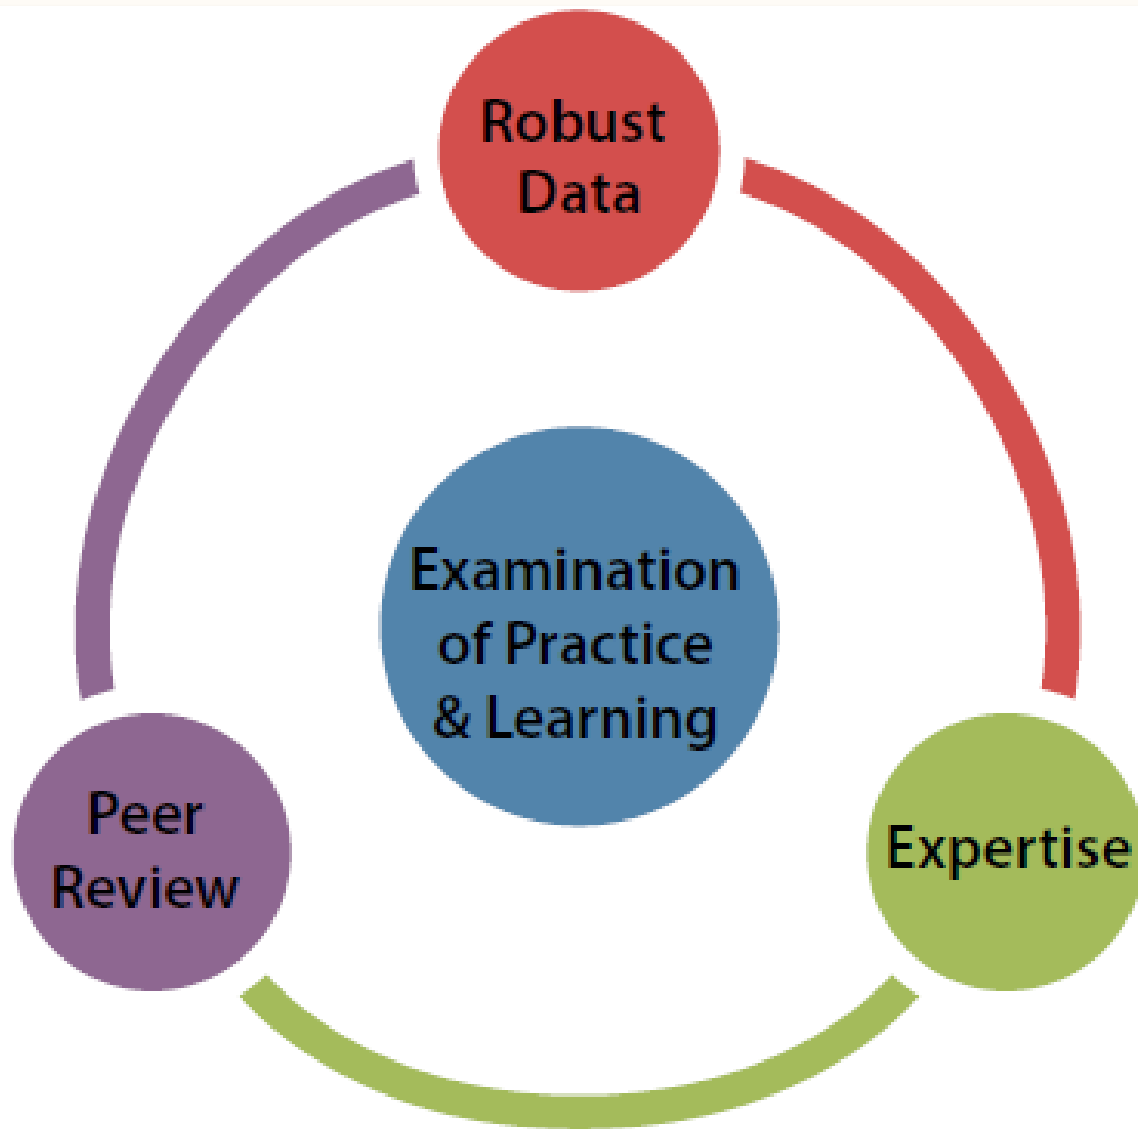 Robust
Data
Examination
of Practice
& Learning
Peer
Review
Expertise